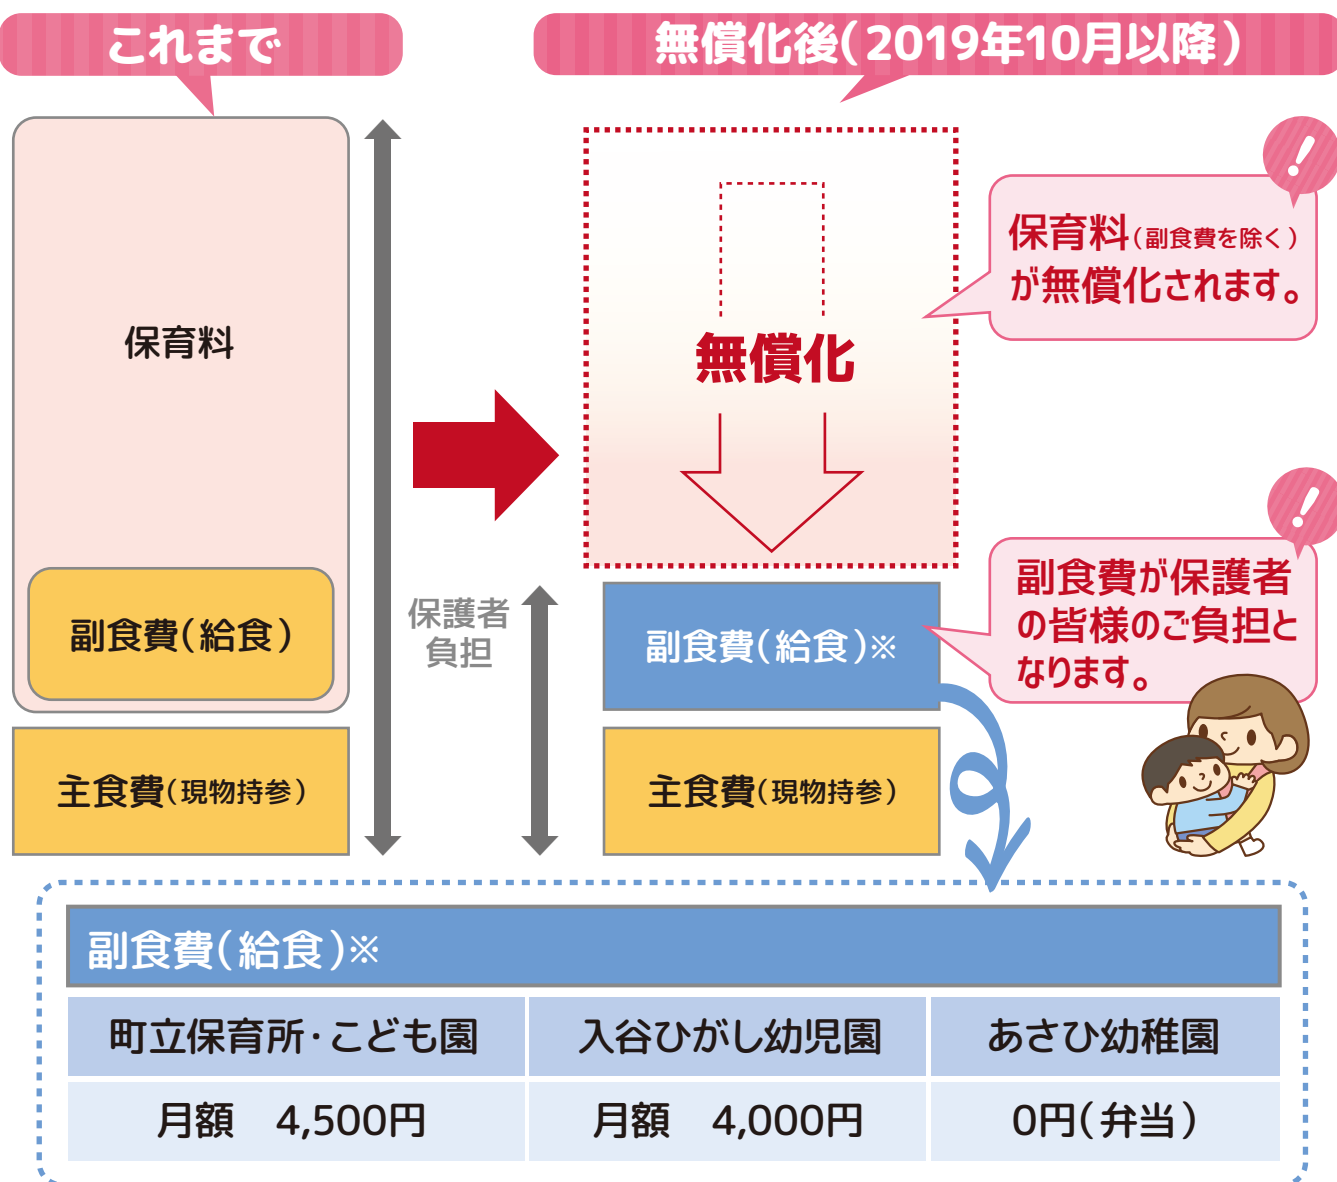 これまで
無償化後(2019年10月以降)
保育料
副食費(給食)
主食費(現物持参)
保護者
負担
無償化
副食費(給食)※
主食費(現物持参)
!
保育料(副食費を除く)
が無償化されます。
!
副食費が保護者
の皆様のご負担と
なります。
副食費(給食)※
町立保育所・こども園 入谷ひがし幼児園 あさひ幼稚園
月額 4,500円 月額 4,000円 0円(弁当)